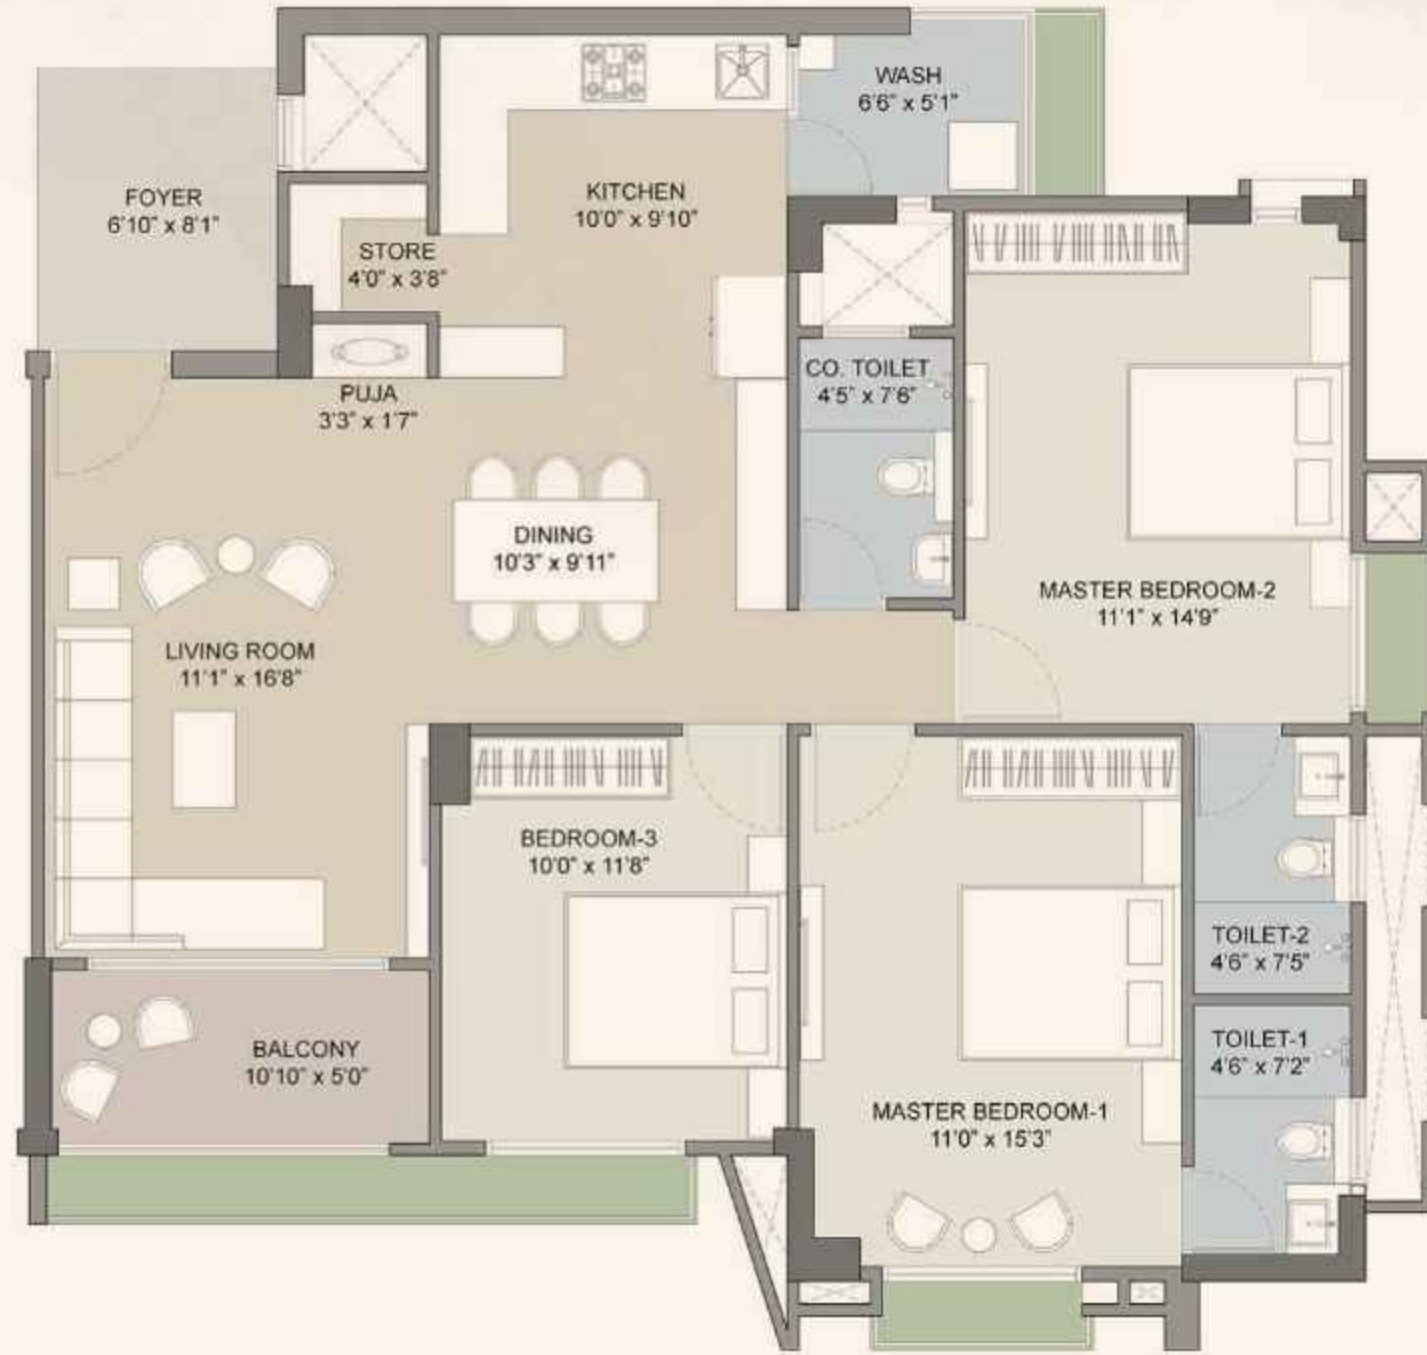 WASH
6'6" x 5'1"
FOYER
6'10" x 8'1"
KITCHEN
10'0" x 9'10"
STORE
4'0" x 3'8"
PUJA
3'3" x 1'7"
CO. TOILET
4'5" x 7'6"
DINING
10'3" x 9'11"
MASTER BEDROOM-2
11'1" x 14'9"
LIVING ROOM
11'1" x 16'8"
BEDROOM-3
10'0" x 11'8"
TOILET-2
4'6" x 7'5"
BALCONY
10'10" x 5'0"
TOILET-1
4'6" x 7'2"
MASTER BEDROOM-1
11'0" x 15'3"